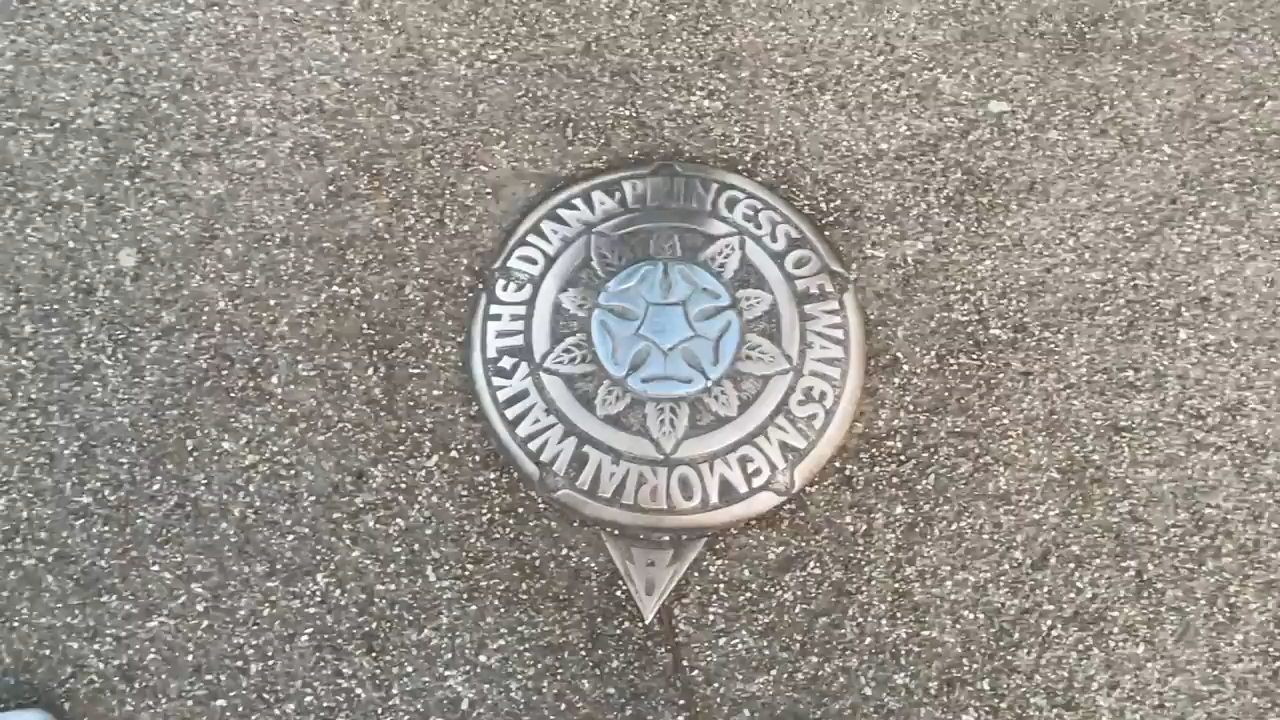 THE DIANA · PRINCESS OF WALES · MEMORIAL WALK ·
A